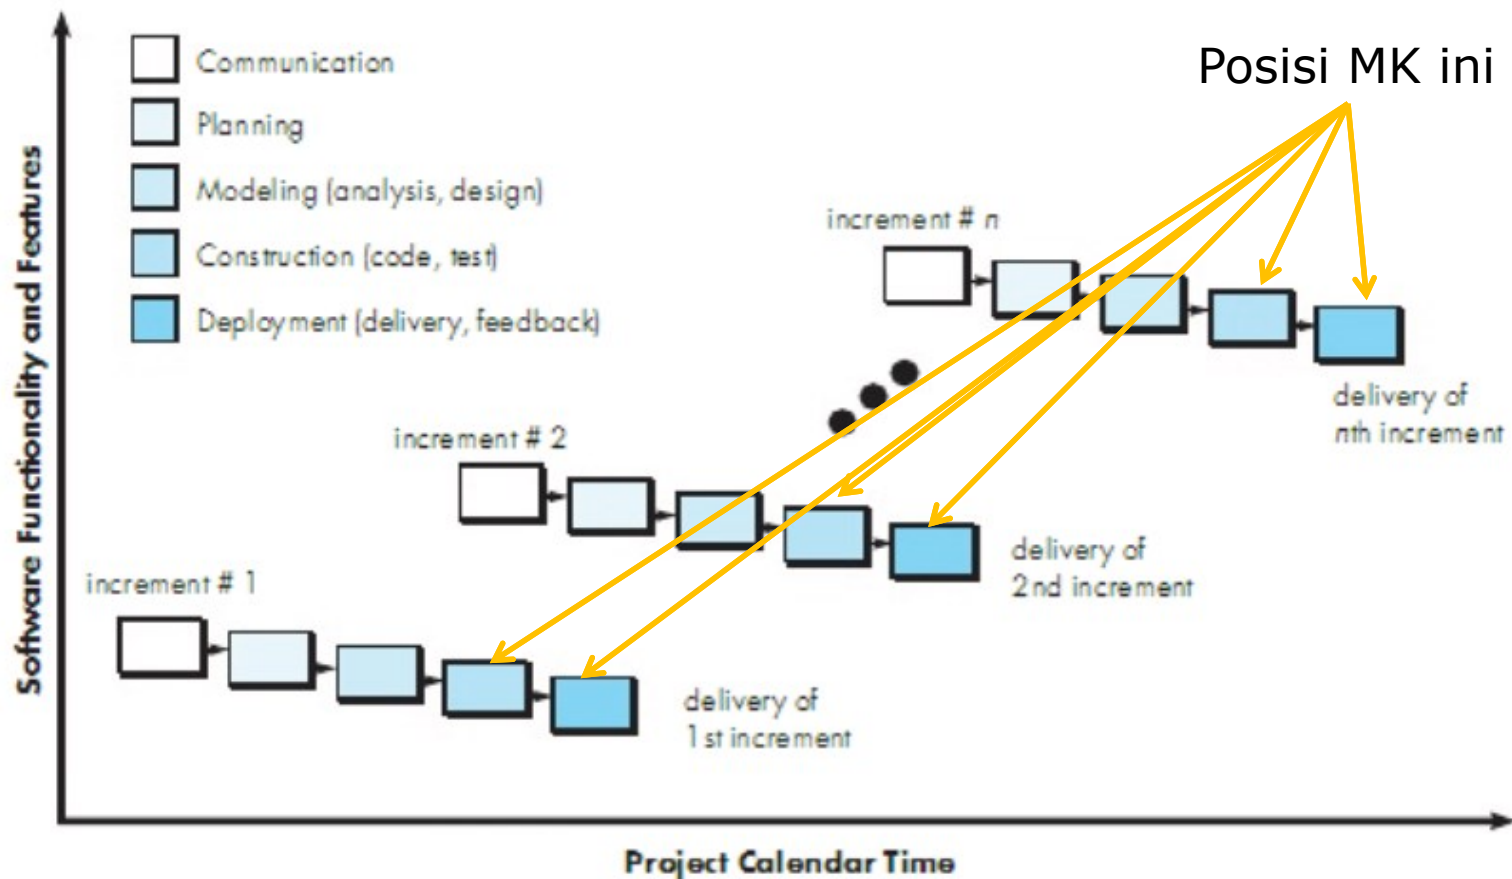 Posisi MK ini
Communication
Planning
Modeling (analysis, design)
Construction (code, test)
Deployment (delivery, feedback)
Software Functionality and Features
increment # n
delivery of
nth increment
increment # 2
delivery of
2nd increment
increment # 1
delivery of
1st increment
Project Calendar Time